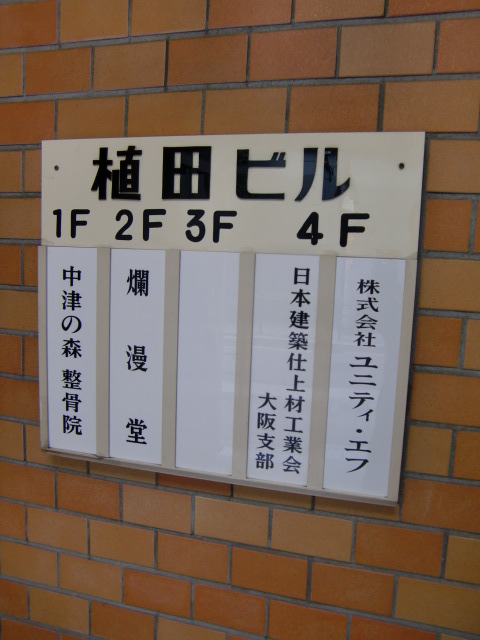 植田ビル
1F 2F 3F 4F
中津の森 整骨院
爛漫堂
日本建築仕上材工業会
大阪支部
株式会社 ユニティ・エフ